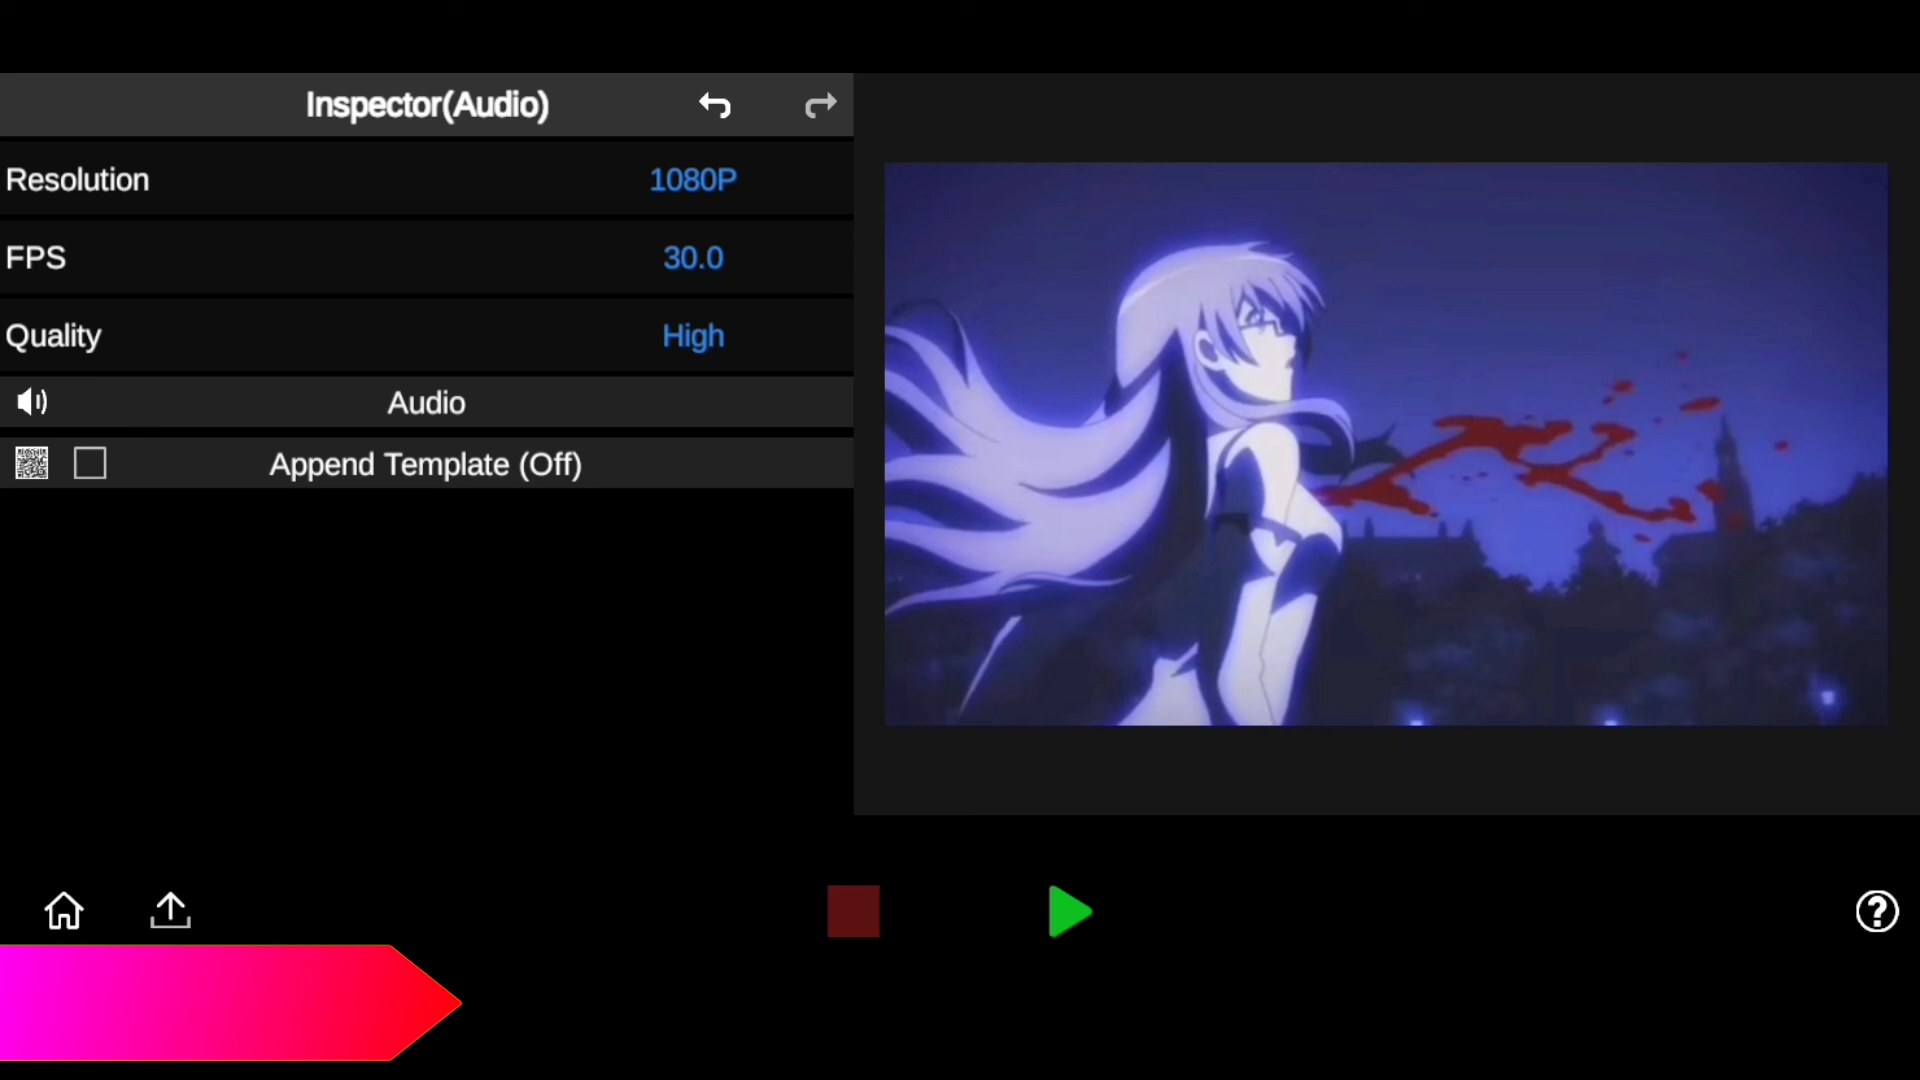 Inspector(Audio)
Resolution 1080P
FPS 30.0
Quality High
Audio
Append Template (Off)